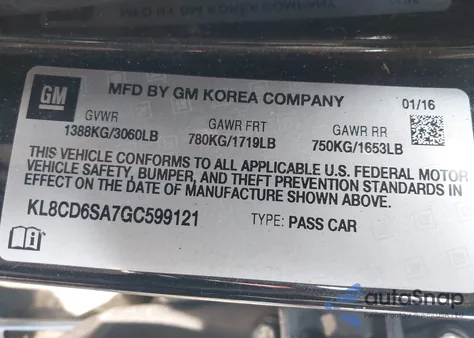 GM
MFD BY GM KOREA COMPANY
01/16
GVWR GAWR FRT GAWR RR
1388KG/3060LB 780KG/1719LB 750KG/1653LB
THIS VEHICLE CONFORMS TO ALL APPLICABLE U.S. FEDERAL MOTOR
VEHICLE SAFETY, BUMPER, AND THEFT PREVENTION STANDARDS
IN EFFECT ON THE DATE OF MANUFACTURE SHOWN ABOVE.
KL8CD6SA7GC599121 TYPE: PASS CAR
autoSnap